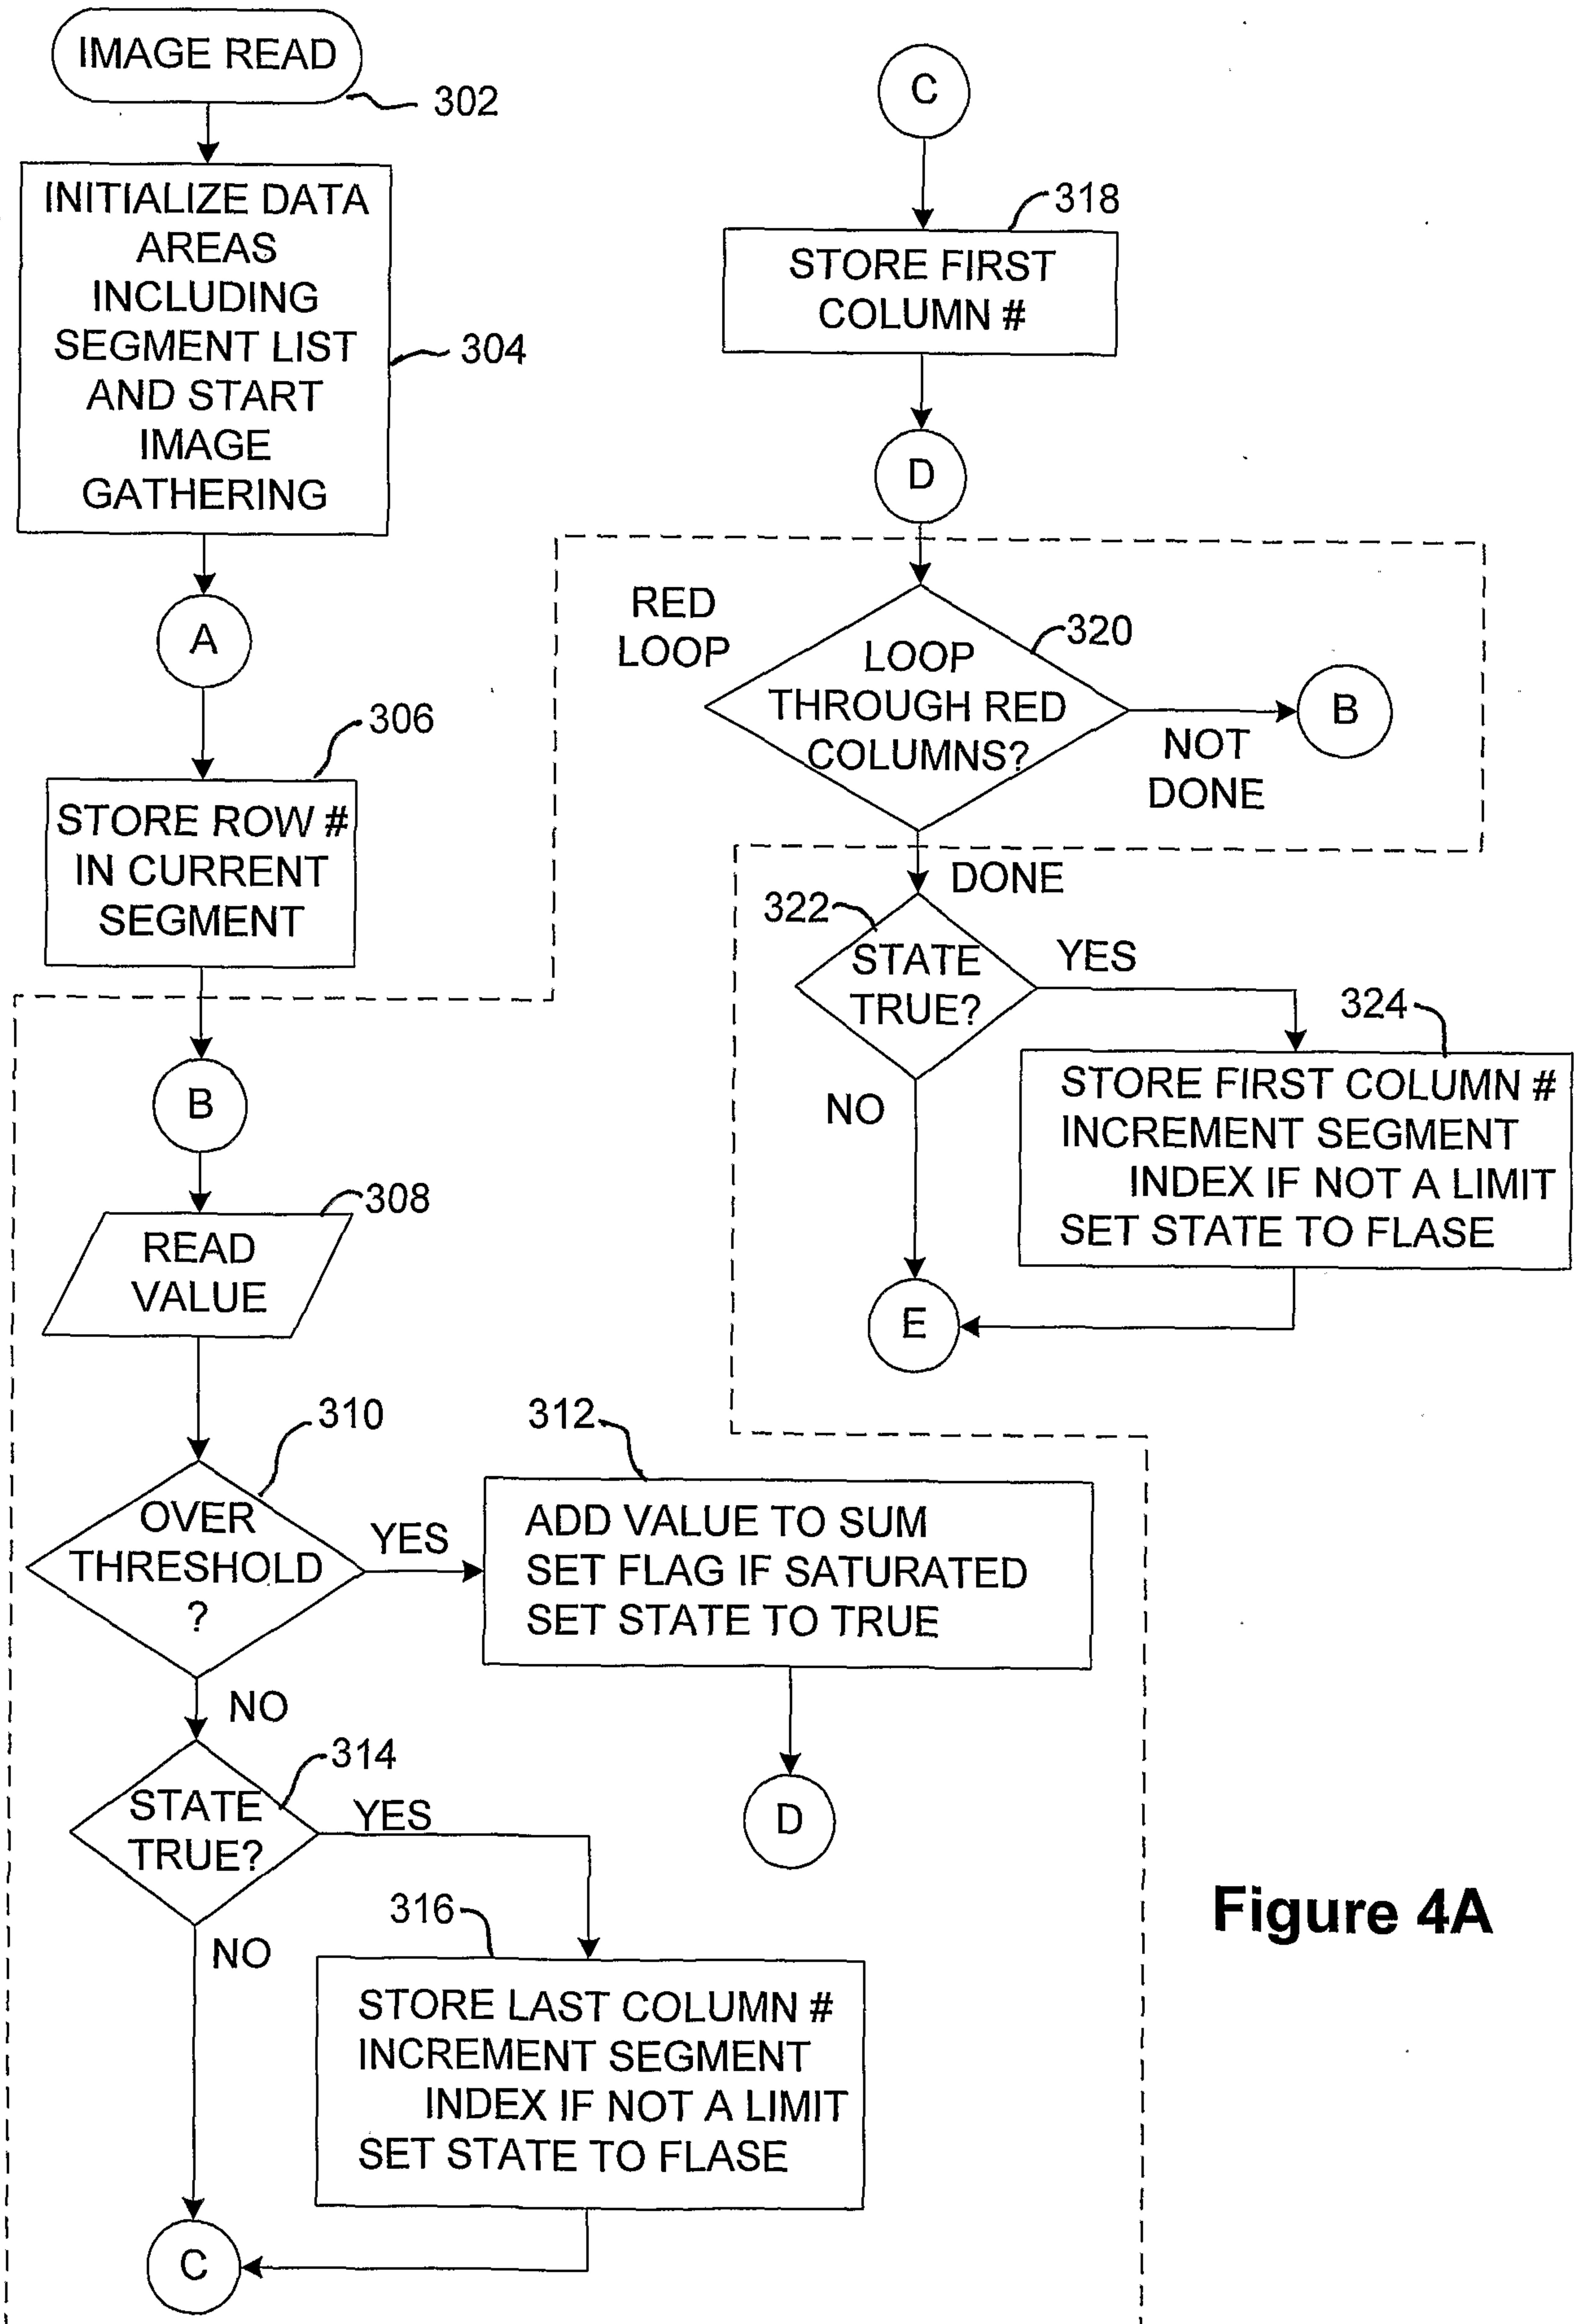 IMAGE READ
302
INITIALIZE DATA
AREAS
INCLUDING
SEGMENT LIST
AND START
IMAGE
GATHERING
304
A
306
STORE ROW #
IN CURRENT
SEGMENT
B
308
READ
VALUE
310
OVER
THRESHOLD
?
YES
312
ADD VALUE TO SUM
SET FLAG IF SATURATED
SET STATE TO TRUE
D
NO
314
STATE
TRUE?
YES
316
STORE LAST COLUMN #
INCREMENT SEGMENT
INDEX IF NOT A LIMIT
SET STATE TO FLASE
NO
C
C
318
STORE FIRST
COLUMN #
D
RED
LOOP
320
LOOP
THROUGH RED
COLUMNS?
NOT
DONE
B
DONE
322
STATE
TRUE?
YES
324
STORE FIRST COLUMN #
INCREMENT SEGMENT
INDEX IF NOT A LIMIT
SET STATE TO FLASE
NO
E
Figure 4A